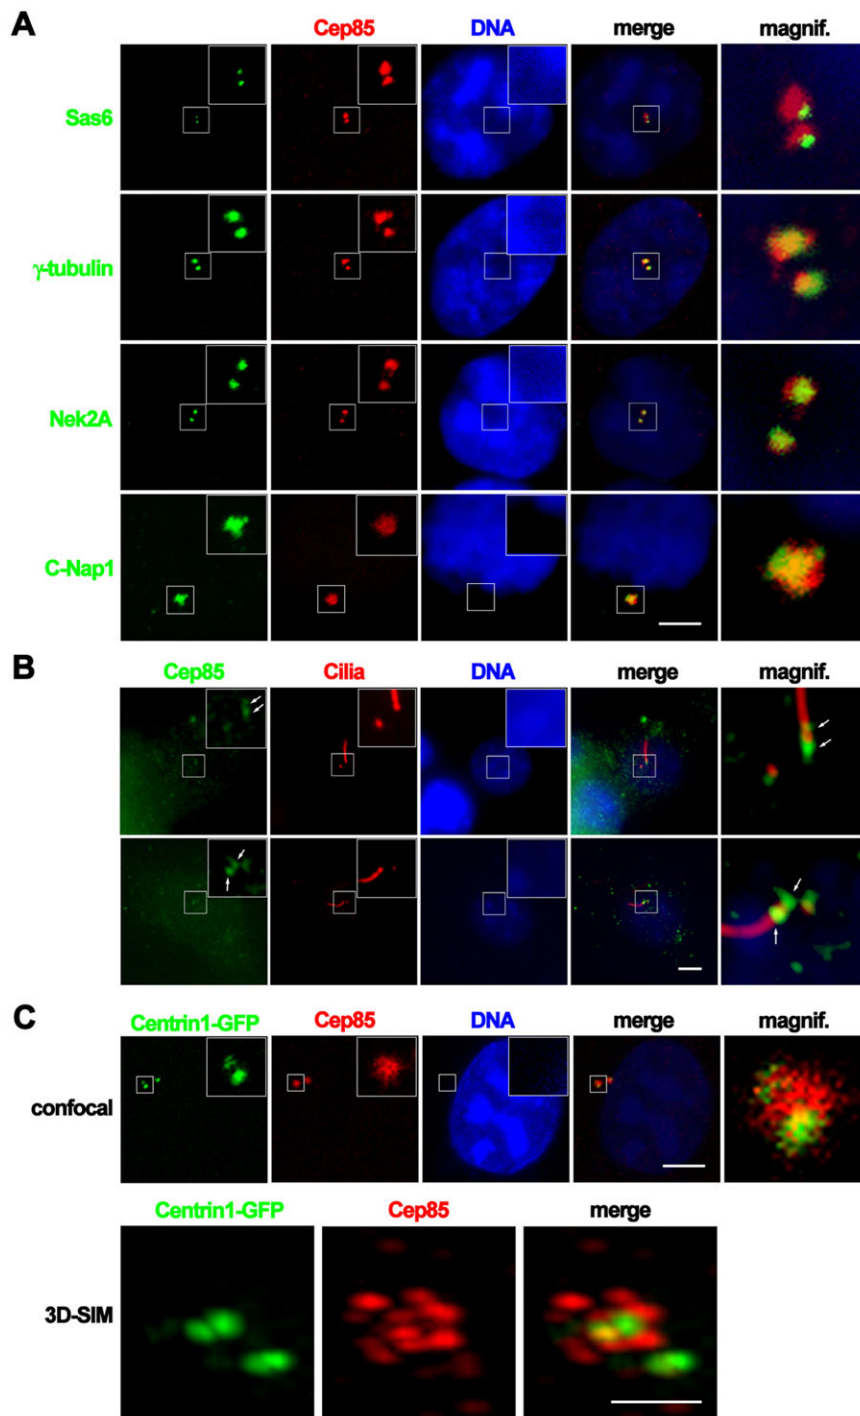 A
Cep85 DNA merge magnif.
Sas6
γ-tubulin
Nek2A
C-Nap1
B
Cep85 Cilia DNA merge magnif.
C
Centrin1-GFP Cep85 DNA merge magnif.
confocal
Centrin1-GFP Cep85 merge
3D-SIM